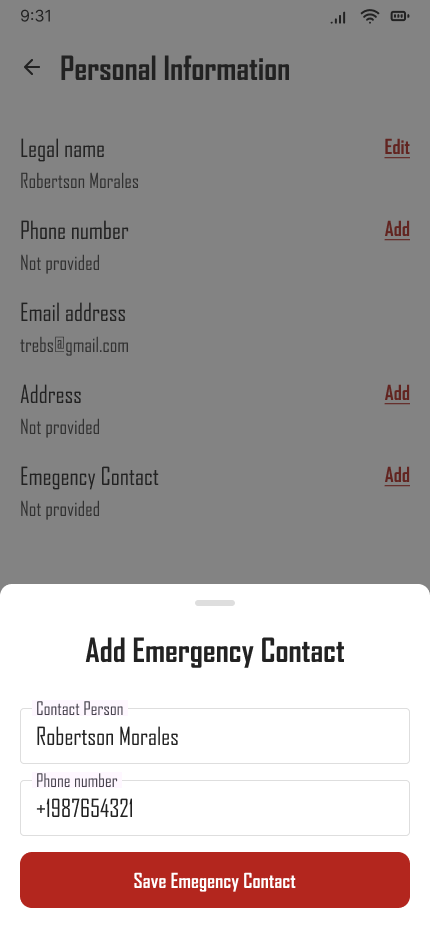 9:31
Personal Information
Legal name
Edit
Robertson Morales
Phone number
Add
Not provided
Email address
trebs@gmail.com
Address
Add
Not provided
Emegency Contact
Add
Not provided
Add Emergency Contact
Contact Person
Robertson Morales
Phone number
+1987654321
Save Emegency Contact